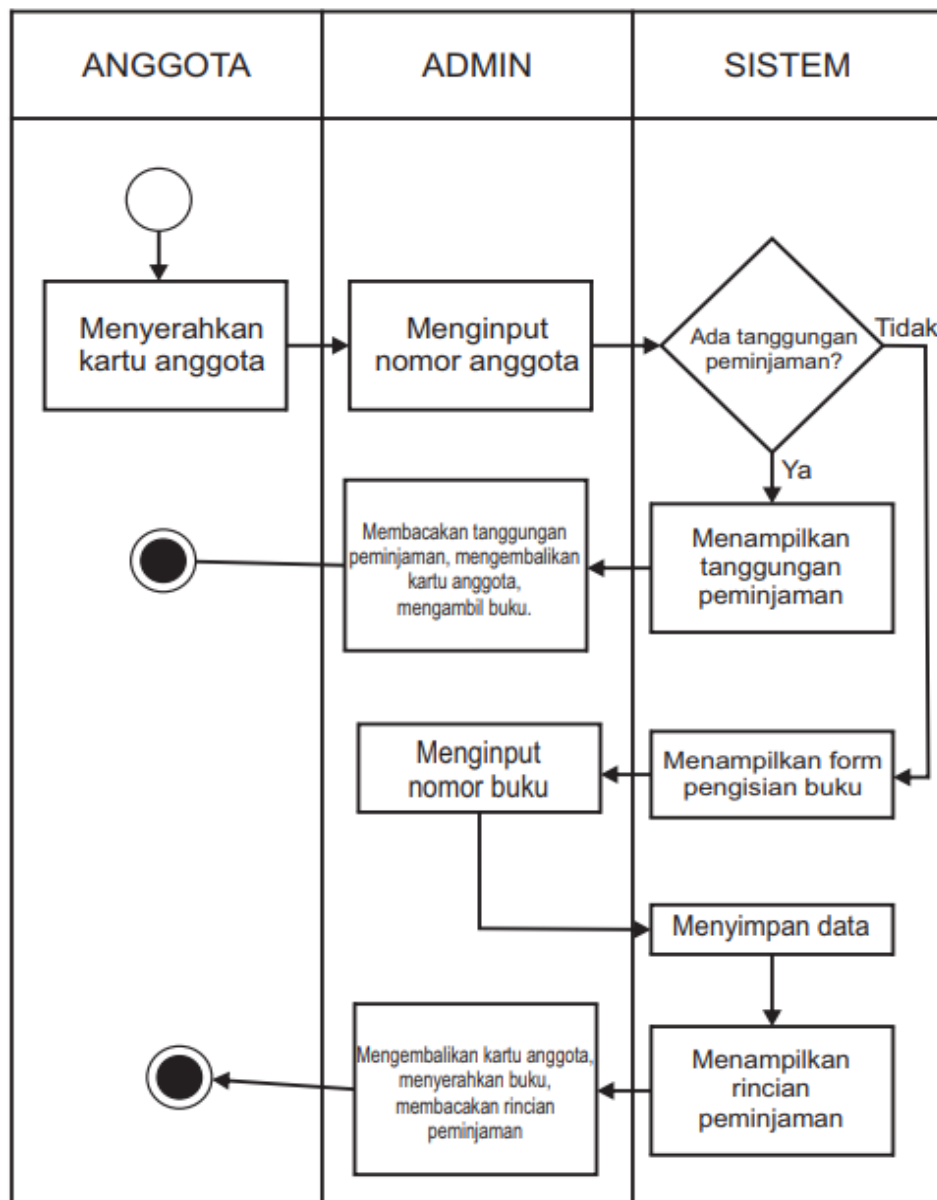 ANGGOTA
ADMIN
SISTEM
Menyerahkan
kartu anggota
Menginput
nomor anggota
Ada tanggungan
peminjaman?
Tidak
Ya
Membacakan tanggungan
peminjaman, mengembalikan
kartu anggota,
mengambil buku.
Menampilkan
tanggungan
peminjaman
Menginput
nomor buku
Menampilkan form
pengisian buku
Menyimpan data
Mengembalikan kartu anggota,
menyerahkan buku,
membacakan rincian
peminjaman
Menampilkan
rincian
peminjaman